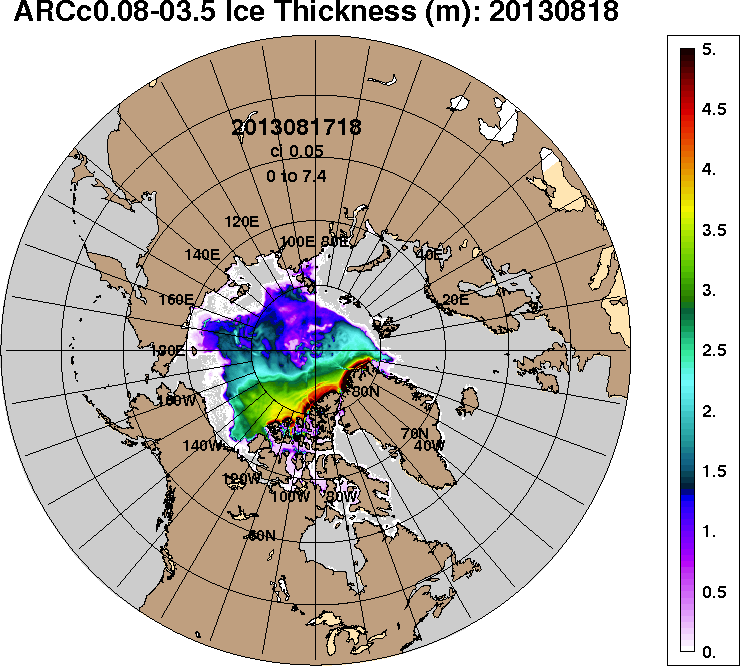 ARCc0.08-03.5 Ice Thickness (m): 20130818
2013081718
ci 0.05
0 to 7.4
120E
100E 80E
140E
40E
160E
20E
180E
160W
80N
140W
70N
40W
120W
100W
80W
60N
5.
4.5
4.
3.5
3.
2.5
2.
1.5
1.
0.5
0.